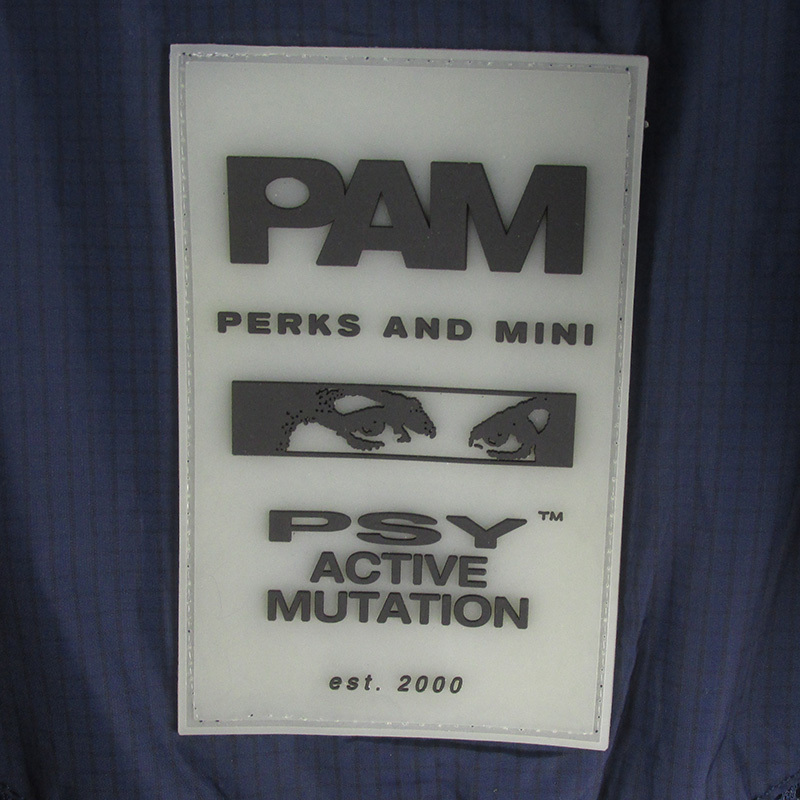 PAM
PERKS AND MINI
PSY™
ACTIVE
MUTATION
est. 2000